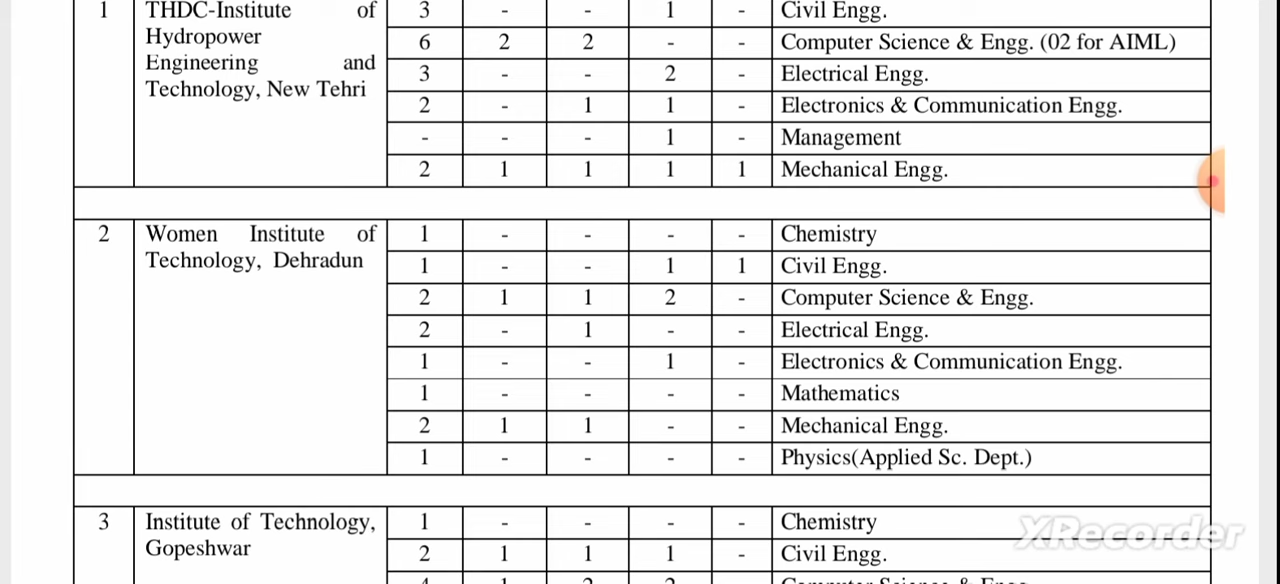 1 THDC-Institute of Hydropower Engineering and Technology, New Tehri
3 - - 1 - Civil Engg.
6 2 2 - - Computer Science & Engg. (02 for AIML)
3 - - 2 - Electrical Engg.
2 - 1 1 - Electronics & Communication Engg.
- - - 1 - Management
2 1 1 1 1 Mechanical Engg.
2 Women Institute of Technology, Dehradun
1 - - - - Chemistry
1 - - 1 1 Civil Engg.
2 1 1 2 - Computer Science & Engg.
2 - 1 - - Electrical Engg.
1 - - 1 - Electronics & Communication Engg.
1 - - - - Mathematics
2 1 1 - - Mechanical Engg.
1 - - - - Physics(Applied Sc. Dept.)
3 Institute of Technology, Gopeshwar
1 - - - - Chemistry
2 1 1 1 - Civil Engg.
XRecorder